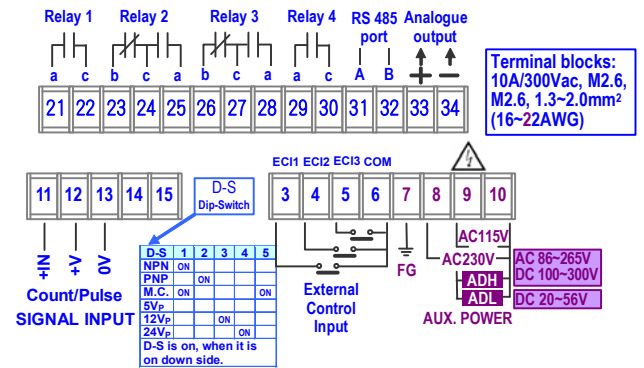 Relay 1 Relay 2 Relay 3 Relay 4 RS 485 port Analogue output
a c b c a b c a a c A B + −
21 22 23 24 25 26 27 28 29 30 31 32 33 34
Terminal blocks:
10A/300Vac, M2.6,
M2.6, 1.3~2.0mm²
(16~22AWG)
ECI1 ECI2 ECI3 COM
11 12 13 14 15
D-S
Dip-Switch
3 4 5 6 7 8 9 10
+IN +V 0V
Count/Pulse
SIGNAL INPUT
D-S 1 2 3 4 5
NPN ON
PNP ON
M.C. ON ON
5VP
12VP ON
24VP ON
D-S is on, when it is
on down side.
External
Control
Input
FG
AC115V
AC230V
ADH
ADL
AC 86~265V
DC 100~300V
DC 20~56V
AUX. POWER